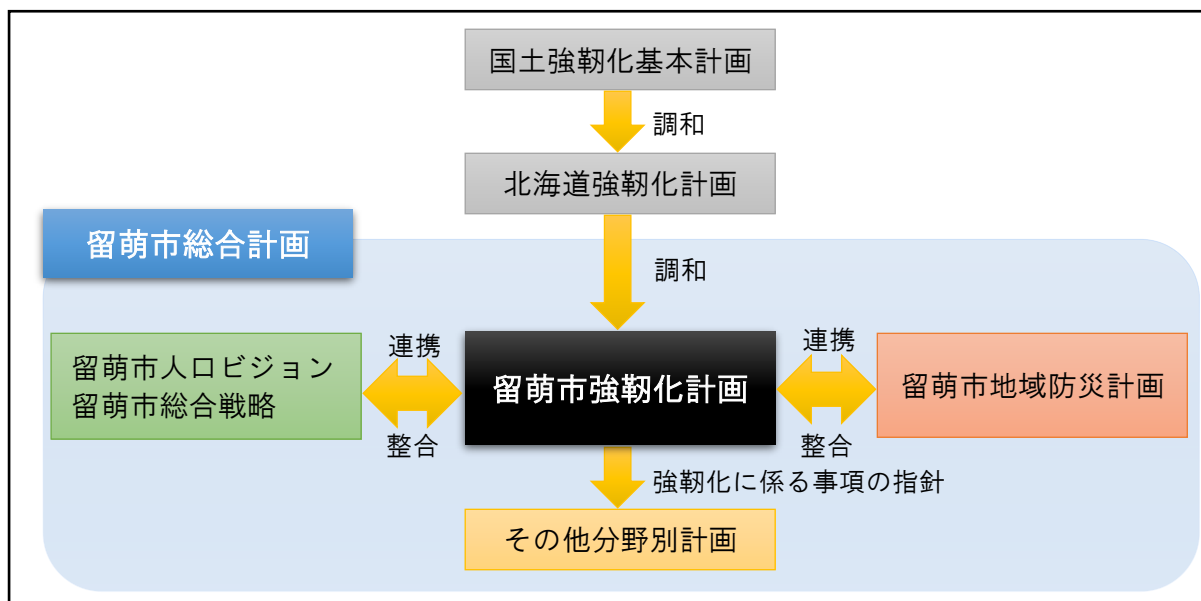 国土強靭化基本計画
調和
北海道強靭化計画
留萌市総合計画
調和
留萌市人口ビジョン
留萌市総合戦略
連携
整合
留萌市強靭化計画
連携
整合
留萌市地域防災計画
強靭化に係る事項の指針
その他分野別計画